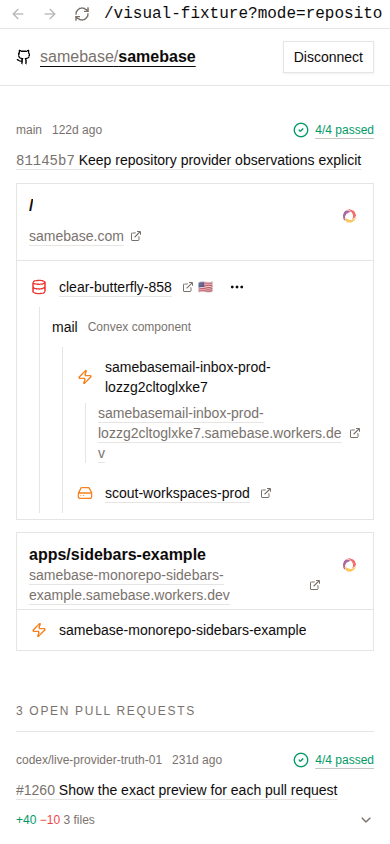 /visual-fixture?mode=reposito
samebase/samebase
Disconnect
main 122d ago 4/4 passed
81145b7 Keep repository provider observations explicit
/
samebase.com
clear-butterfly-858
mail Convex component
samebasemail-inbox-prod-
lozzg2cltoglxke7
samebasemail-inbox-prod-
lozzg2cltoglxke7.samebase.workers.de
v
scout-workspaces-prod
apps/sidebars-example
samebase-monorepo-sidebars-
example.samebase.workers.dev
samebase-monorepo-sidebars-example
3 OPEN PULL REQUESTS
codex/live-provider-truth-01 231d ago 4/4 passed
#1260 Show the exact preview for each pull request
+40 −10 3 files